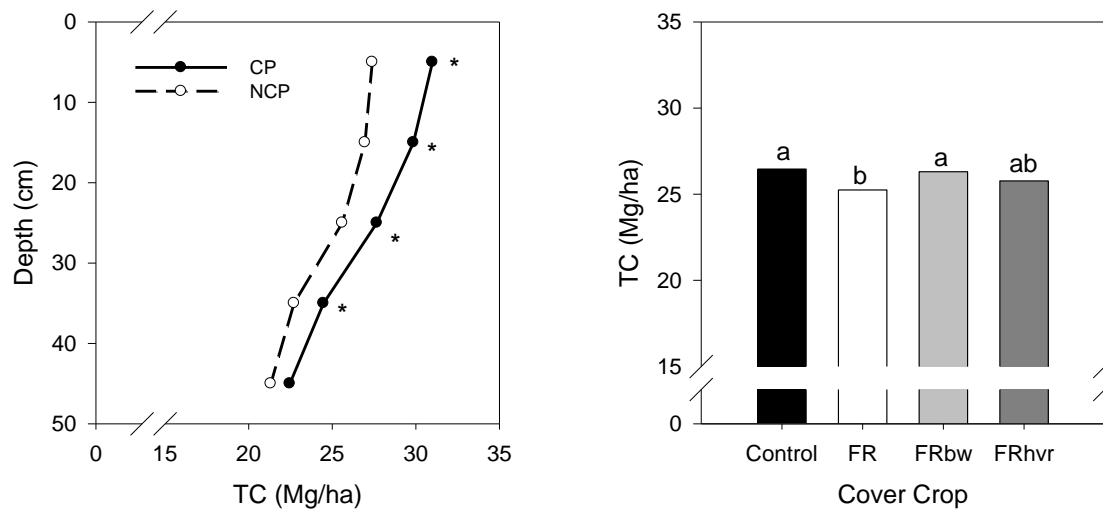 0
10
20
30
40
50
Depth (cm)
CP
NCP
*
*
*
*
0 15 20 25 30 35
TC (Mg/ha)
35
30
25
20
15
0
TC (Mg/ha)
a
b
a
ab
Control FR FRbw FRhvr
Cover Crop